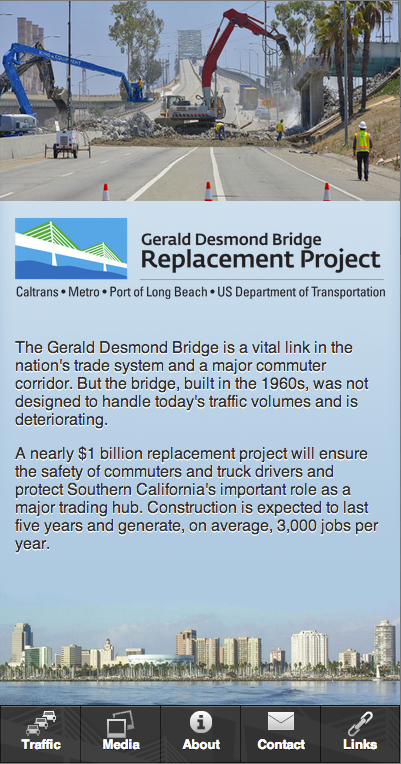 Gerald Desmond Bridge
Replacement Project
Caltrans • Metro • Port of Long Beach • US Department of Transportation
The Gerald Desmond Bridge is a vital link in the
nation's trade system and a major commuter
corridor. But the bridge, built in the 1960s, was not
designed to handle today's traffic volumes and is
deteriorating.
A nearly $1 billion replacement project will ensure
the safety of commuters and truck drivers and
protect Southern California's important role as a
major trading hub. Construction is expected to last
five years and generate, on average, 3,000 jobs per
year.
Traffic Media About Contact Links